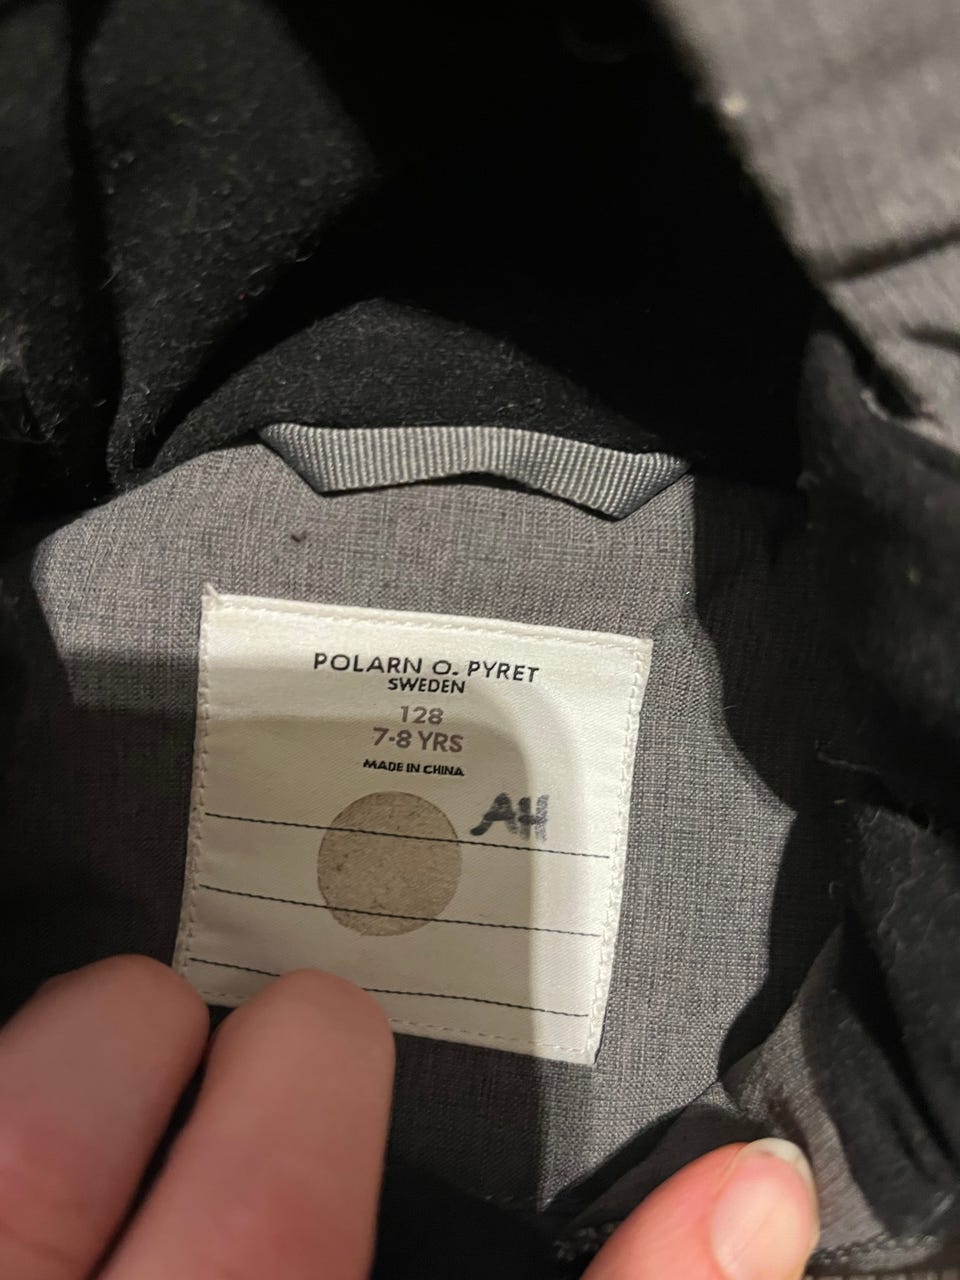 POLARN O. PYRET
SWEDEN
128
7-8 YRS
MADE IN CHINA
AH